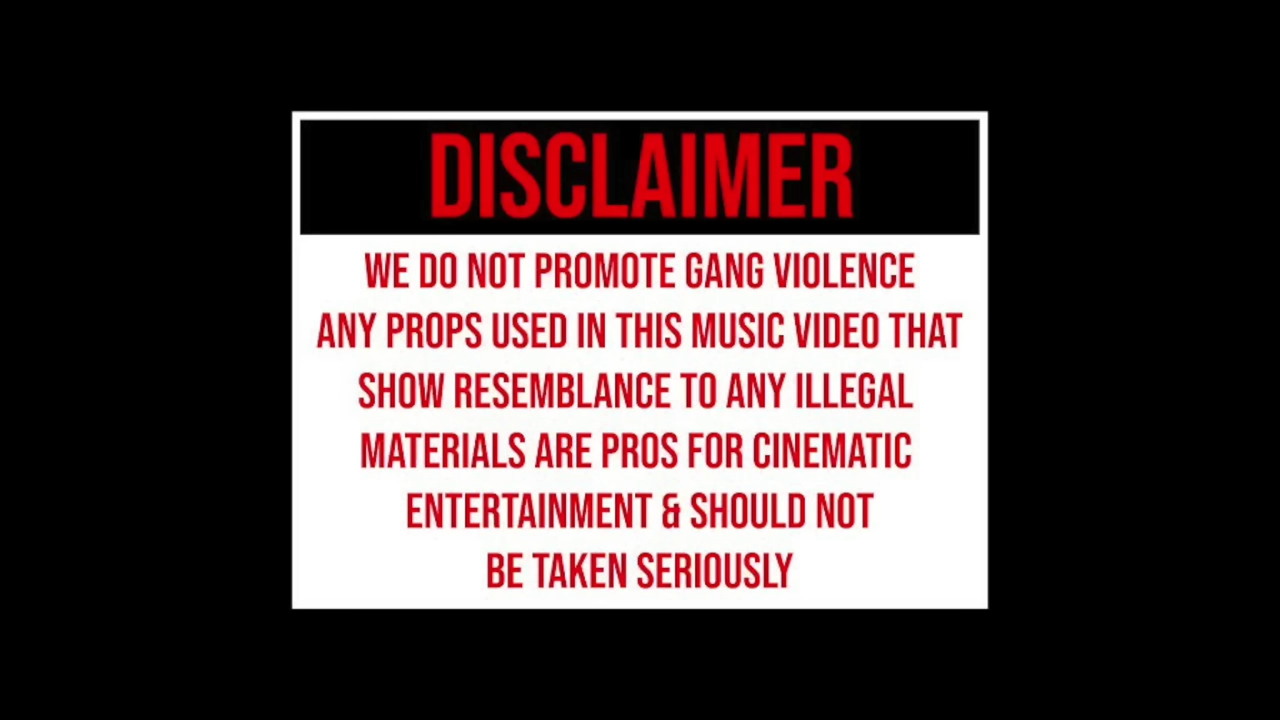 DISCLAIMER
WE DO NOT PROMOTE GANG VIOLENCE
ANY PROPS USED IN THIS MUSIC VIDEO THAT
SHOW RESEMBLANCE TO ANY ILLEGAL
MATERIALS ARE PROS FOR CINEMATIC
ENTERTAINMENT & SHOULD NOT
BE TAKEN SERIOUSLY